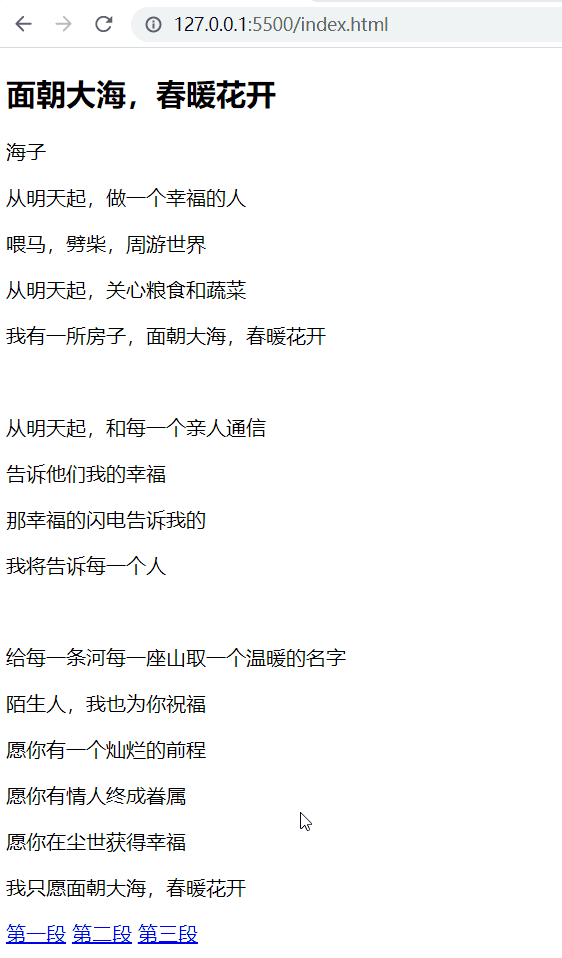 127.0.0.1:5500/index.html
面朝大海，春暖花开
海子
从明天起，做一个幸福的人
喂马，劈柴，周游世界
从明天起，关心粮食和蔬菜
我有一所房子，面朝大海，春暖花开
从明天起，和每一个亲人通信
告诉他们我的幸福
那幸福的闪电告诉我的
我将告诉每一个人
给每一条河每一座山取一个温暖的名字
陌生人，我也为你祝福
愿你有一个灿烂的前程
愿你有情人终成眷属
愿你在尘世获得幸福
我只愿面朝大海，春暖花开
第一段 第二段 第三段